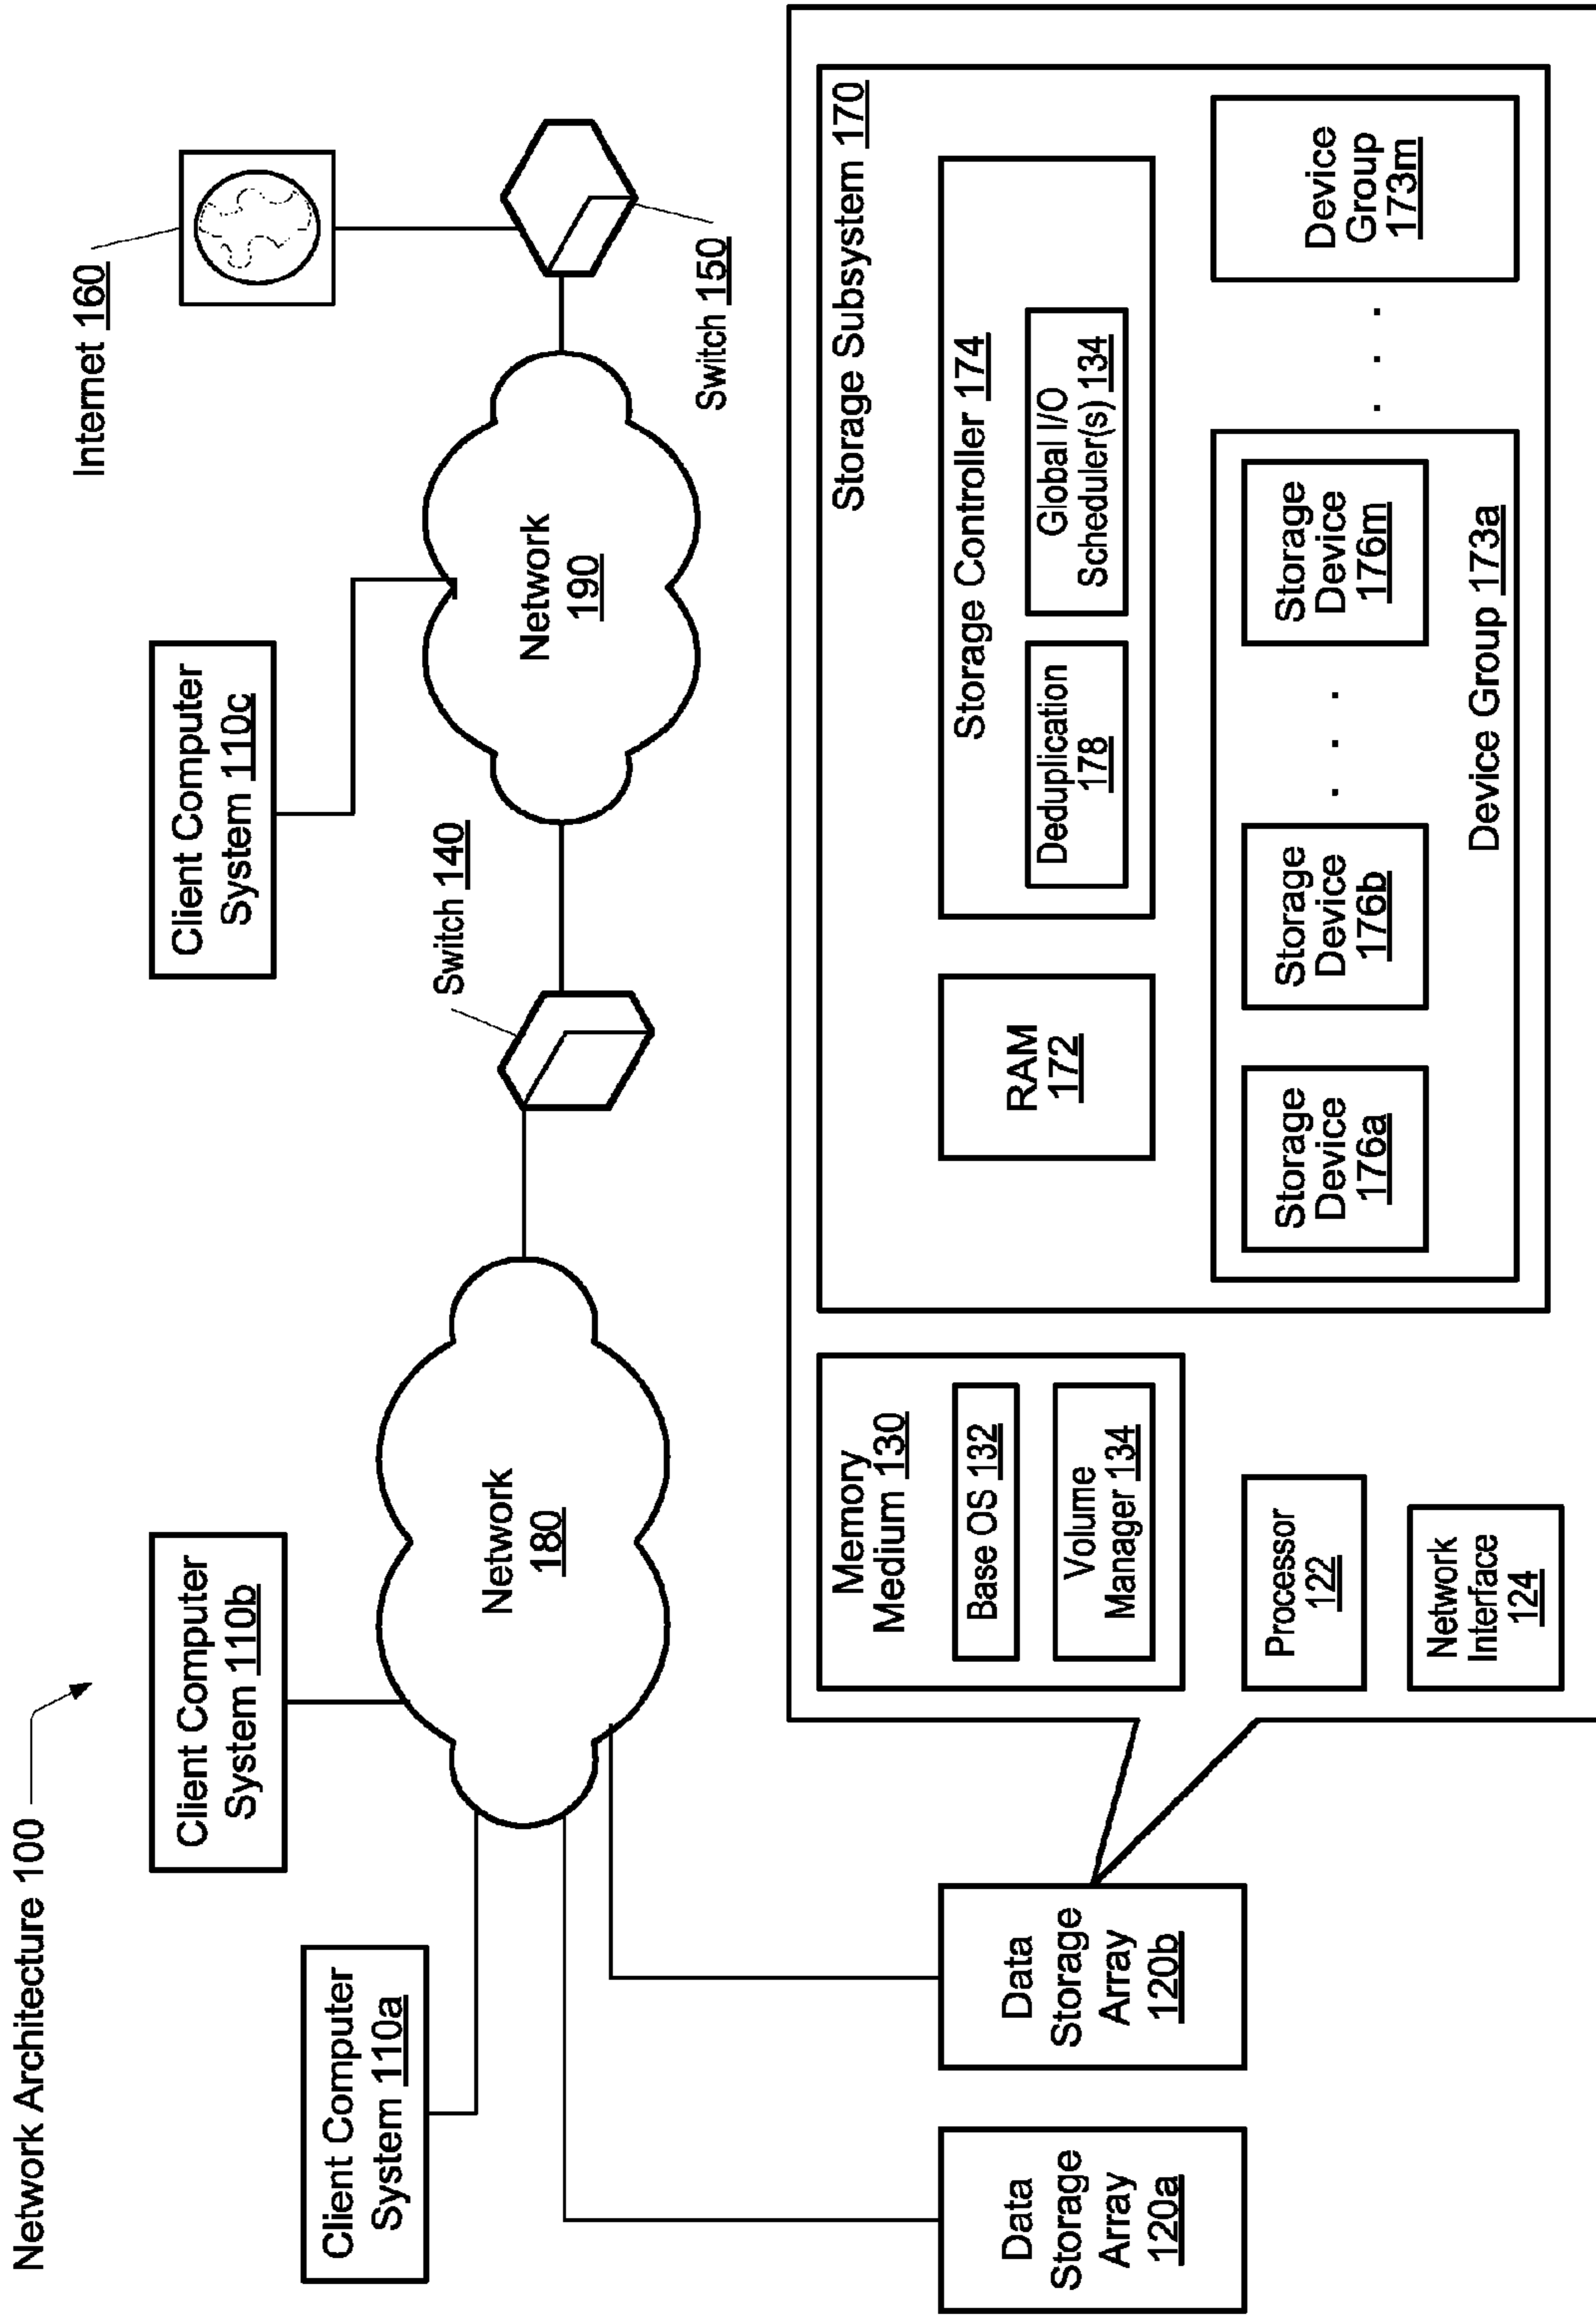 Network Architecture 100
Client Computer
System 110a
Client Computer
System 110b
Client Computer
System 110c
Internet 160
Switch 140
Switch 150
Network
180
Network
190
Data
Storage
Array
120a
Data
Storage
Array
120b
Memory
Medium 130
Base OS 132
Volume
Manager 134
Processor
122
Network
Interface
124
Storage Subsystem 170
RAM
172
Storage Controller 174
Deduplication
178
Global I/O
Scheduler(s) 134
Storage
Device
176a
Storage
Device
176b
. . .
Storage
Device
176m
Device Group 173a
. . .
Device
Group
173m